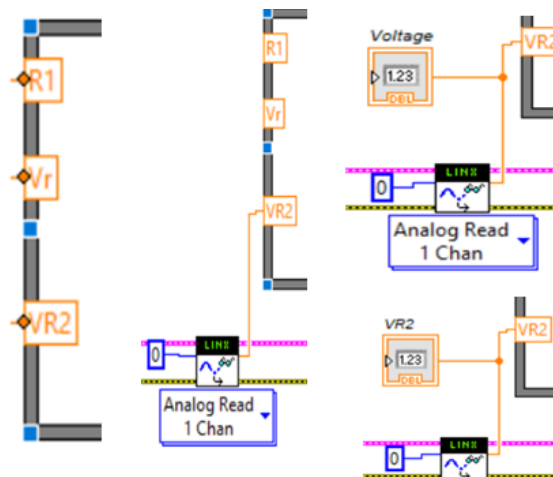 R1
Vr
VR2
R1
Vr
VR2
0
LINX
Analog Read
1 Chan
Voltage
1.23
DBL
VR2
0
LINX
Analog Read
1 Chan
VR2
1.23
DBL
VR2
0
LINX